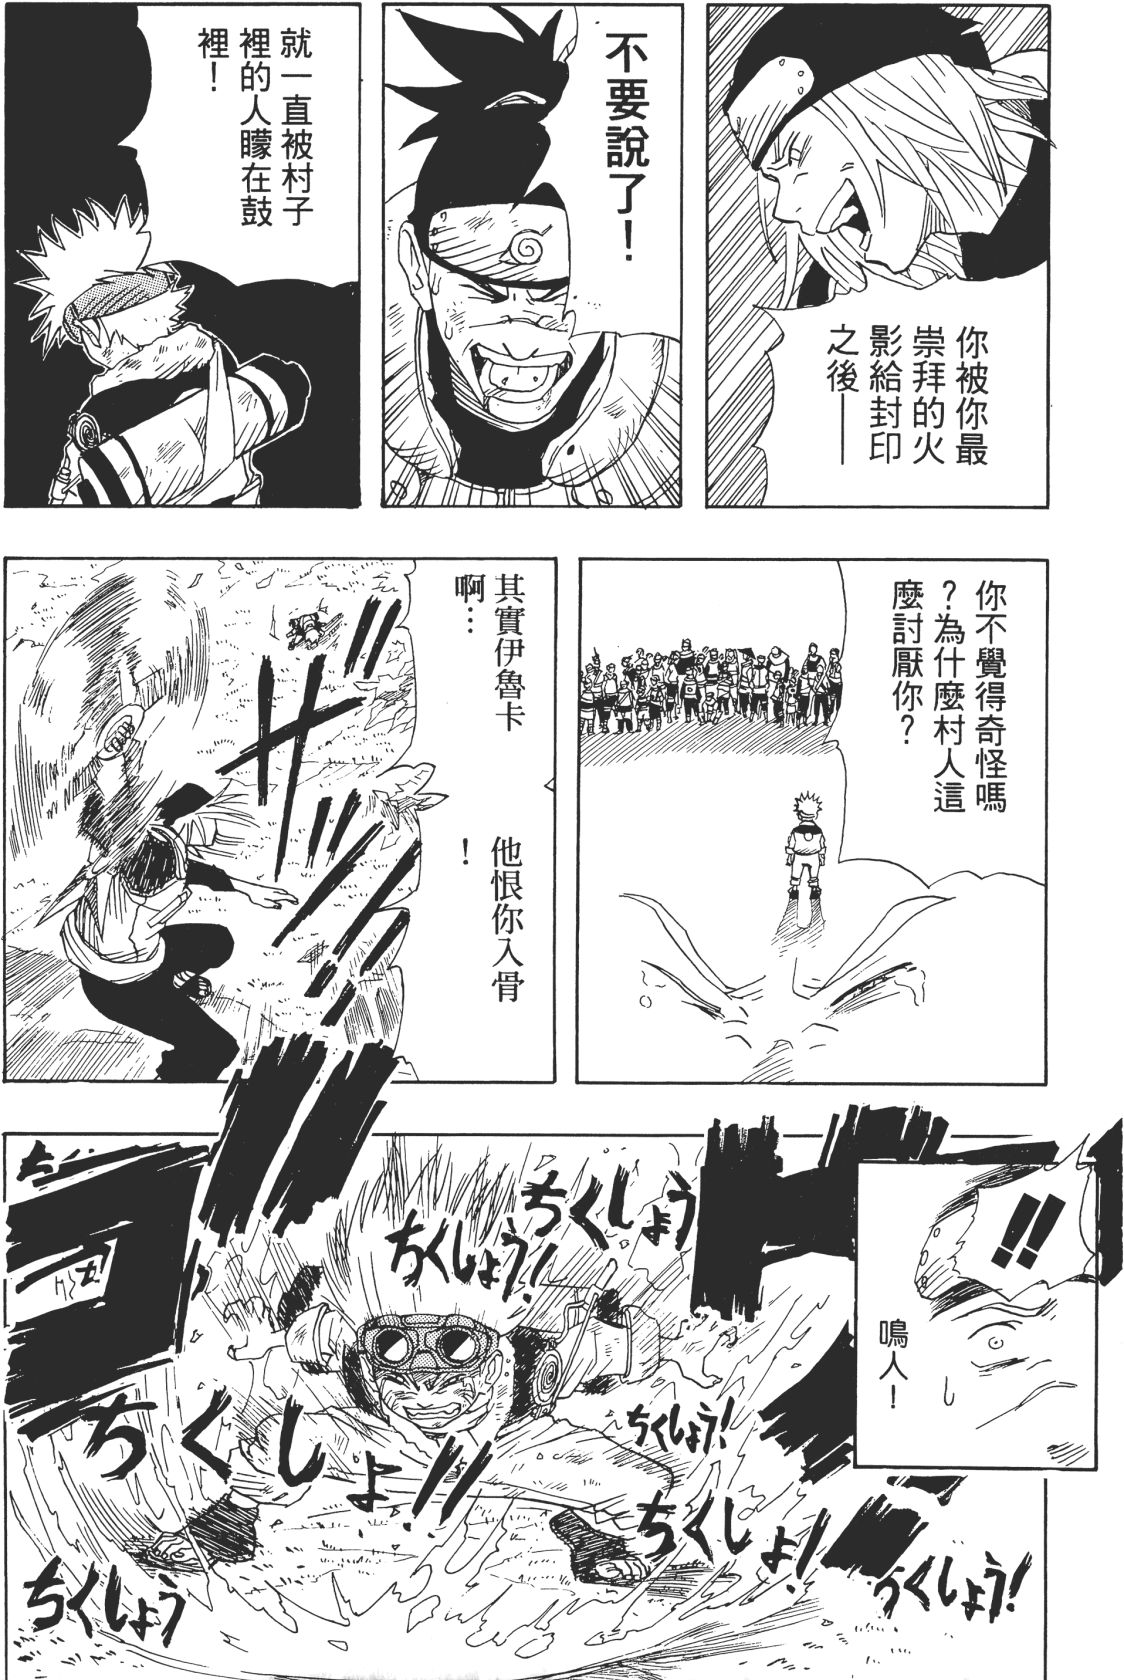 你被你最
崇拜的火
影給封印
之後——
不要說了！
就一直被村子
裡的人矇在鼓
裡！
你不覺得奇怪嗎
？為什麼村人這
麼討厭你？
其實伊魯卡
啊…
他恨你入骨
！
!!
鳴人！
ちくしょう
ちくしょう!
ちくしょ!!
ちくしょう!
ちくしょ!
うくしょう!
ちくしょう